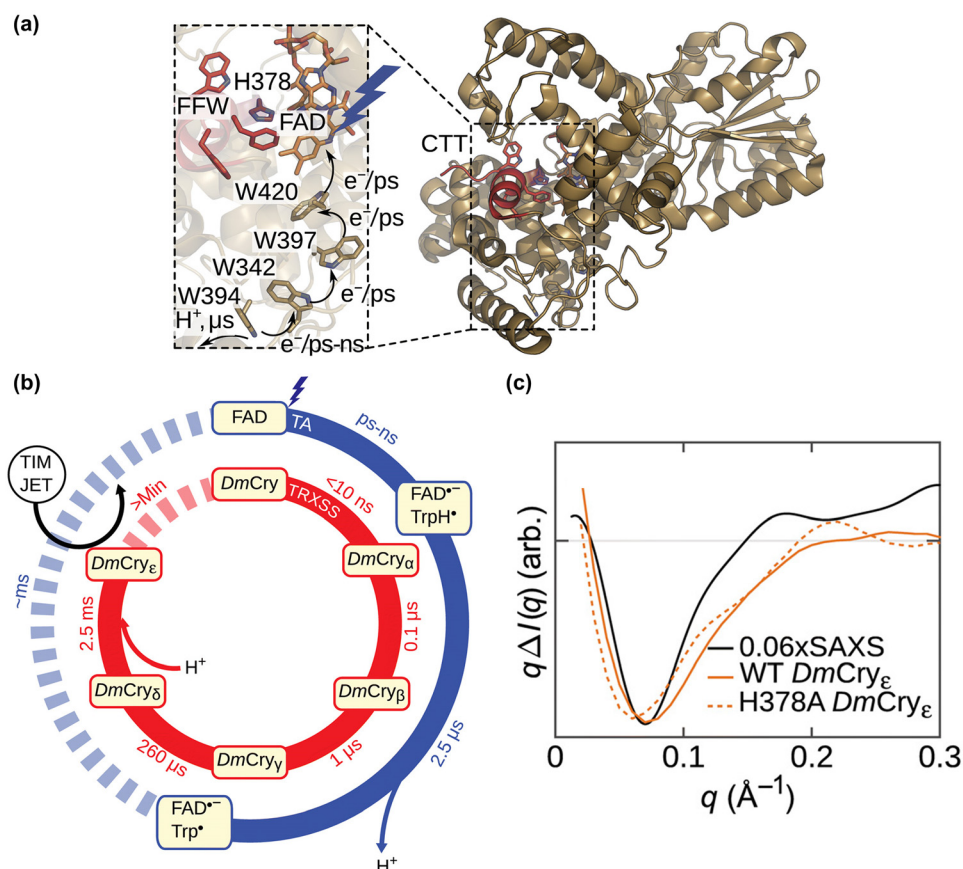 (a)
H378
FFW
FAD
W420
e⁻/ps
e⁻/ps
W397
W342
e⁻/ps
W394
H⁺, µs
e⁻/ps-ns
CTT
(b)
FAD
TA
ps-ns
TIM
JET
>Min
DmCry
TRXSS
<10 ns
FAD•⁻
TrpH•
DmCryε
DmCryα
~ms
2.5 ms
0.1 µs
H⁺
DmCryδ
DmCryβ
260 µs
DmCryγ
1 µs
2.5 µs
FAD•⁻
Trp•
H⁺
(c)
q ΔI(q) (arb.)
0.06xSAXS
WT DmCryε
H378A DmCryε
0 0.1 0.2 0.3
q (Å⁻¹)